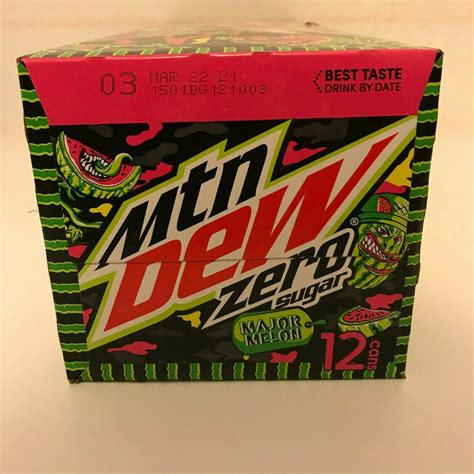 03 MAR 22 21
1501BG121003
BEST TASTE
DRINK BY DATE
mtn
DEW®
zero
sugar
MAJOR
MELON
12 cans